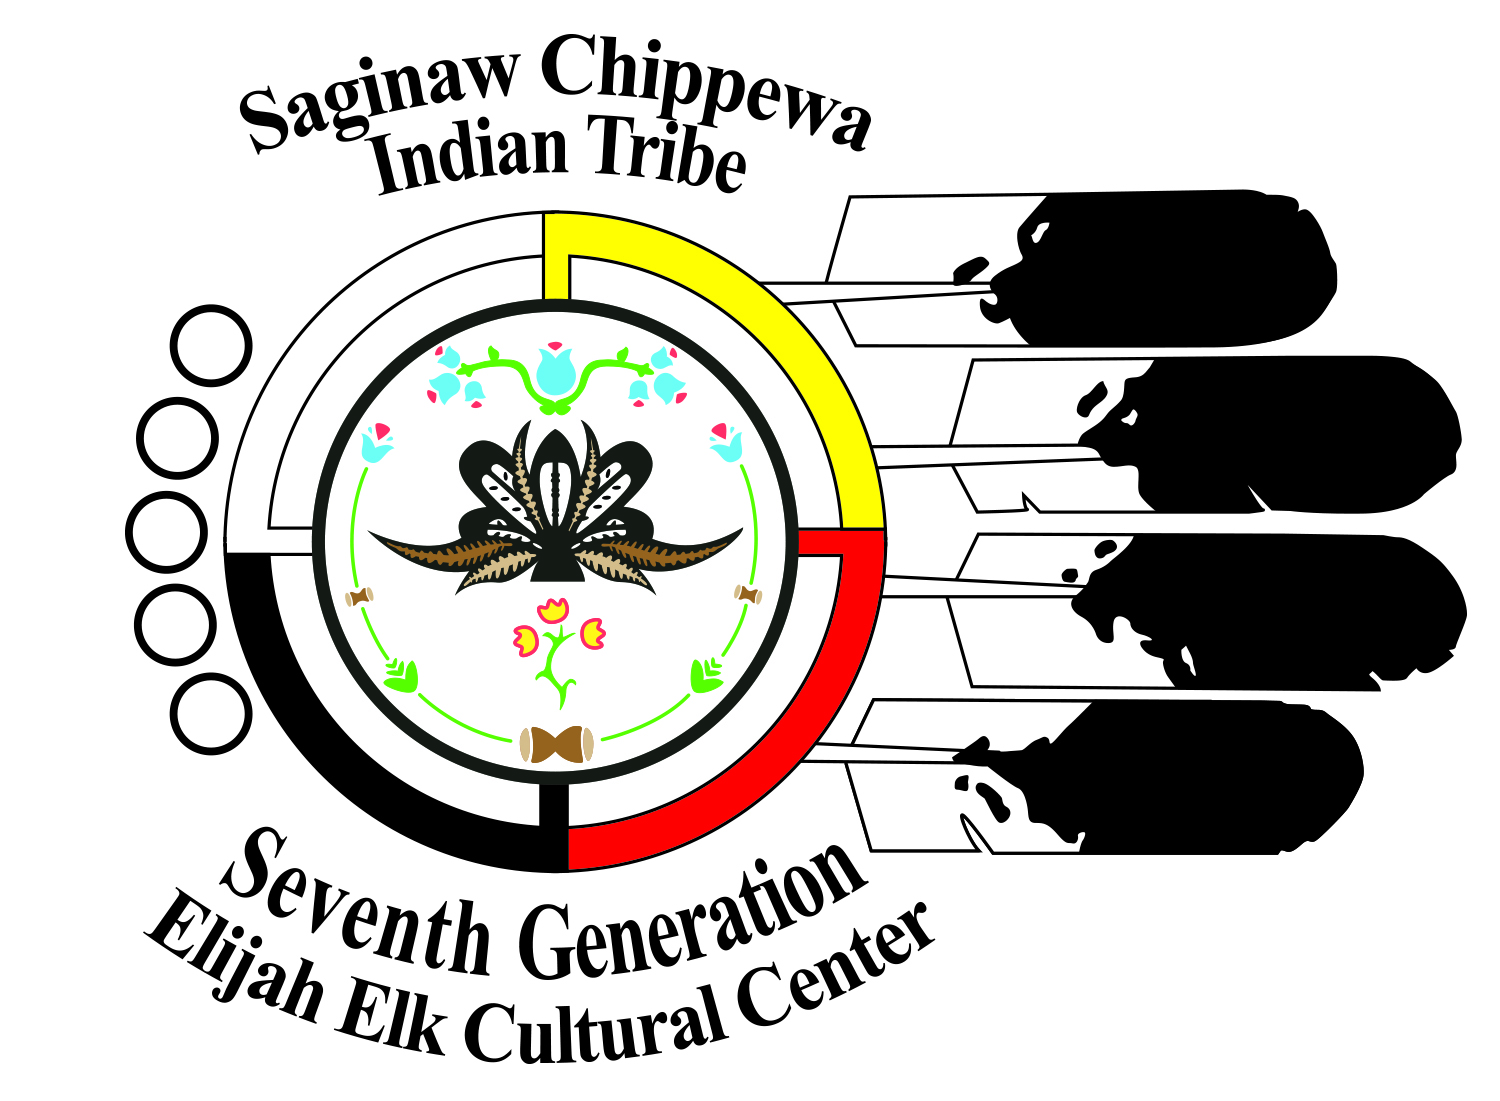 Saginaw Chippewa
Indian Tribe
Seventh Generation
Elijah Elk Cultural Center